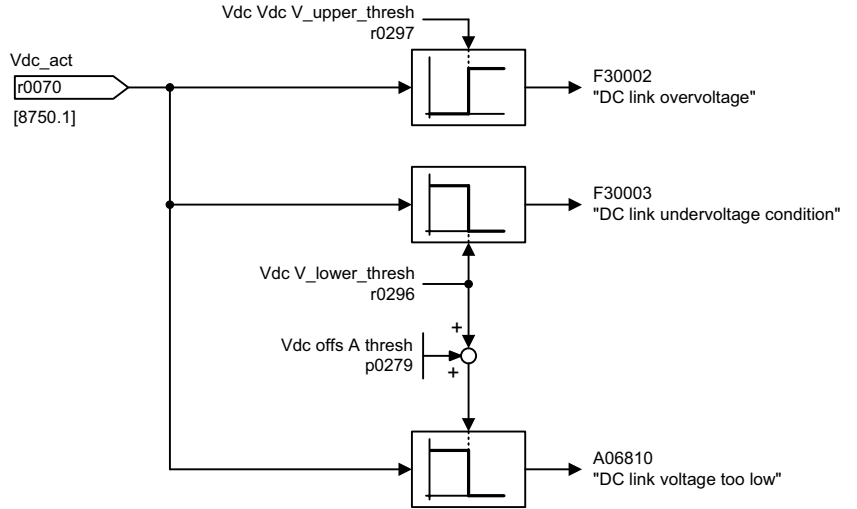 Vdc Vdc V_upper_thresh
r0297
Vdc_act
r0070
[8750.1]
F30002
"DC link overvoltage"
F30003
"DC link undervoltage condition"
Vdc V_lower_thresh
r0296
+
Vdc offs A thresh
p0279
+
A06810
"DC link voltage too low"